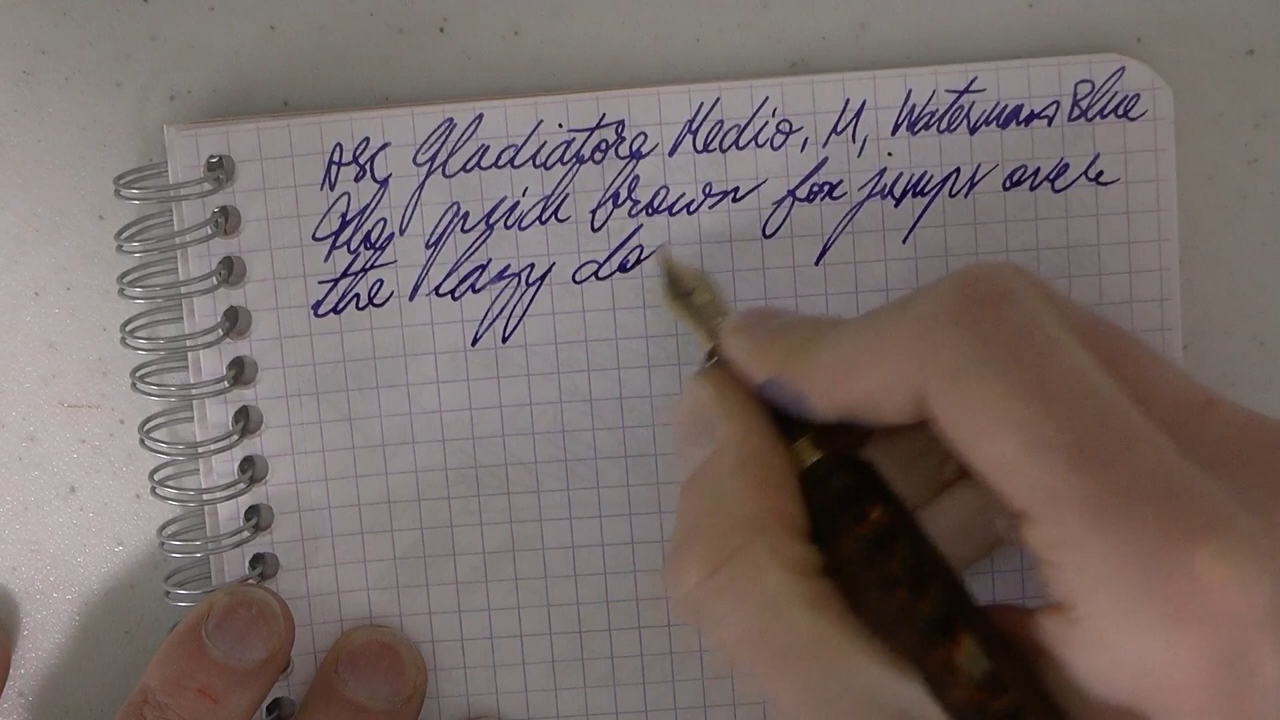 ASC Gladiatore Medio, M, Waterman Blue
The quick brown fox jumps over
the lazy do